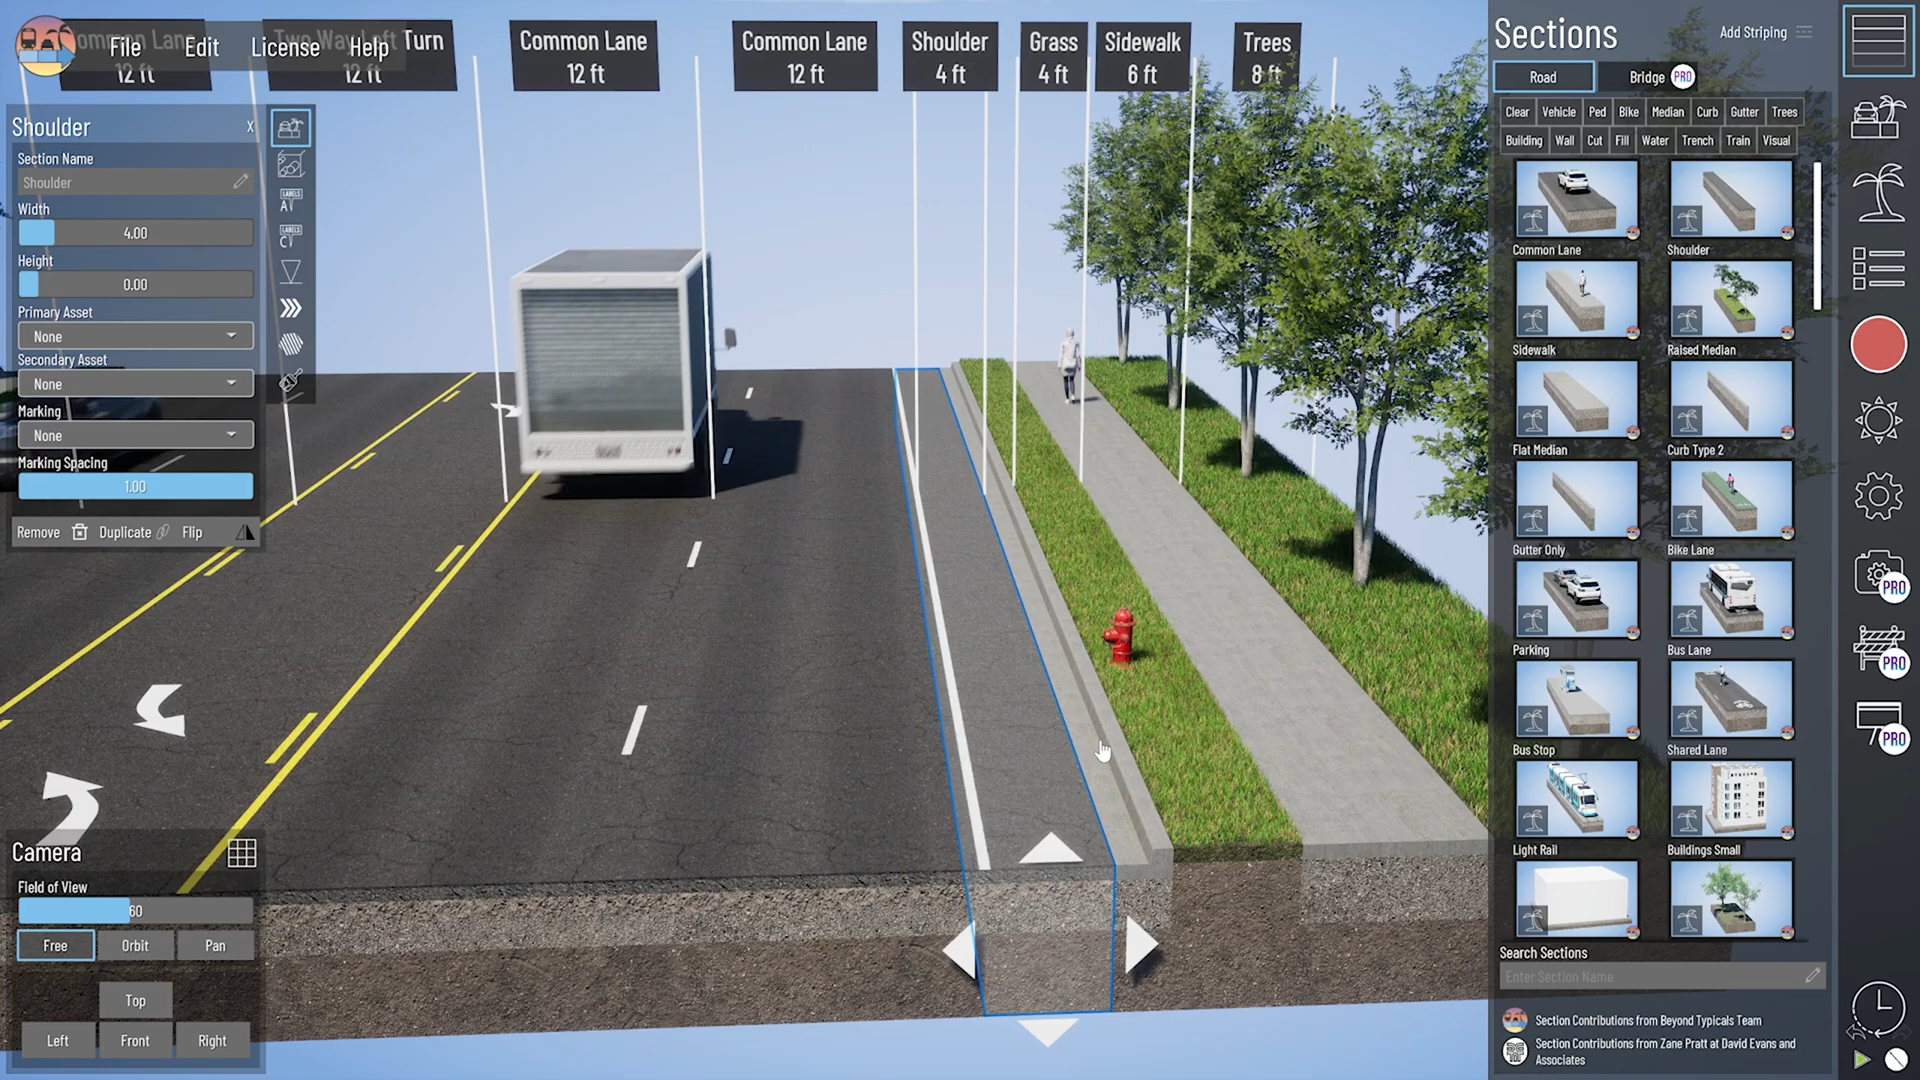 File
Edit
License
Help
Common Lane
12 ft
Two Way Left Turn
12 ft
Common Lane
12 ft
Common Lane
12 ft
Shoulder
4 ft
Grass
4 ft
Sidewalk
6 ft
Trees
8 ft
Shoulder
X
Section Name
Shoulder
Width
4.00
Height
0.00
Primary Asset
None
Secondary Asset
None
Marking
None
Marking Spacing
1.00
Remove
Duplicate
Flip
LABELS
A
LABELS
C
Camera
Field of View
60
Free
Orbit
Pan
Top
Left
Front
Right
Sections
Add Striping
Road
Bridge PRO
Clear Vehicle Ped Bike Median Curb Gutter Trees
Building Wall Cut Fill Water Trench Train Visual
Common Lane
Shoulder
Sidewalk
Raised Median
Flat Median
Curb Type 2
Gutter Only
Bike Lane
Parking
Bus Lane
Bus Stop
Shared Lane
Light Rail
Buildings Small
Search Sections
Enter Section Name
Section Contributions from Beyond Typicals Team
Section Contributions from Zane Pratt at David Evans and
Associates
PRO
PRO
PRO